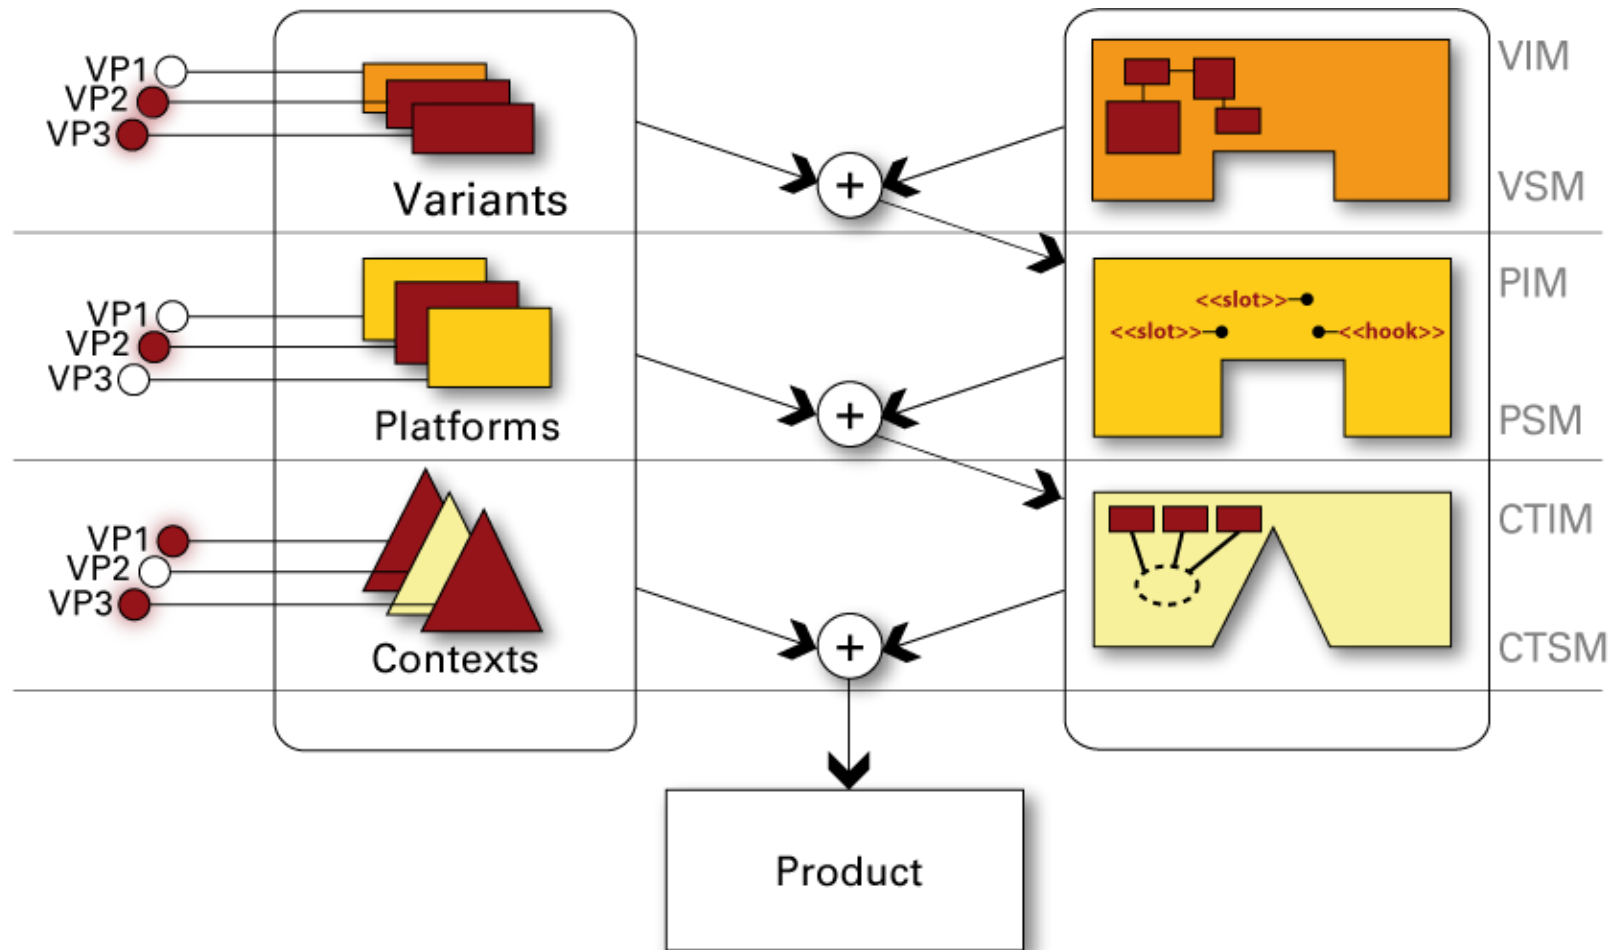 VP1
VP2
VP3
Variants
+
VIM
VSM
VP1
VP2
VP3
Platforms
+
<<slot>>
<<slot>>
<<hook>>
PIM
PSM
VP1
VP2
VP3
Contexts
+
CTIM
CTSM
Product